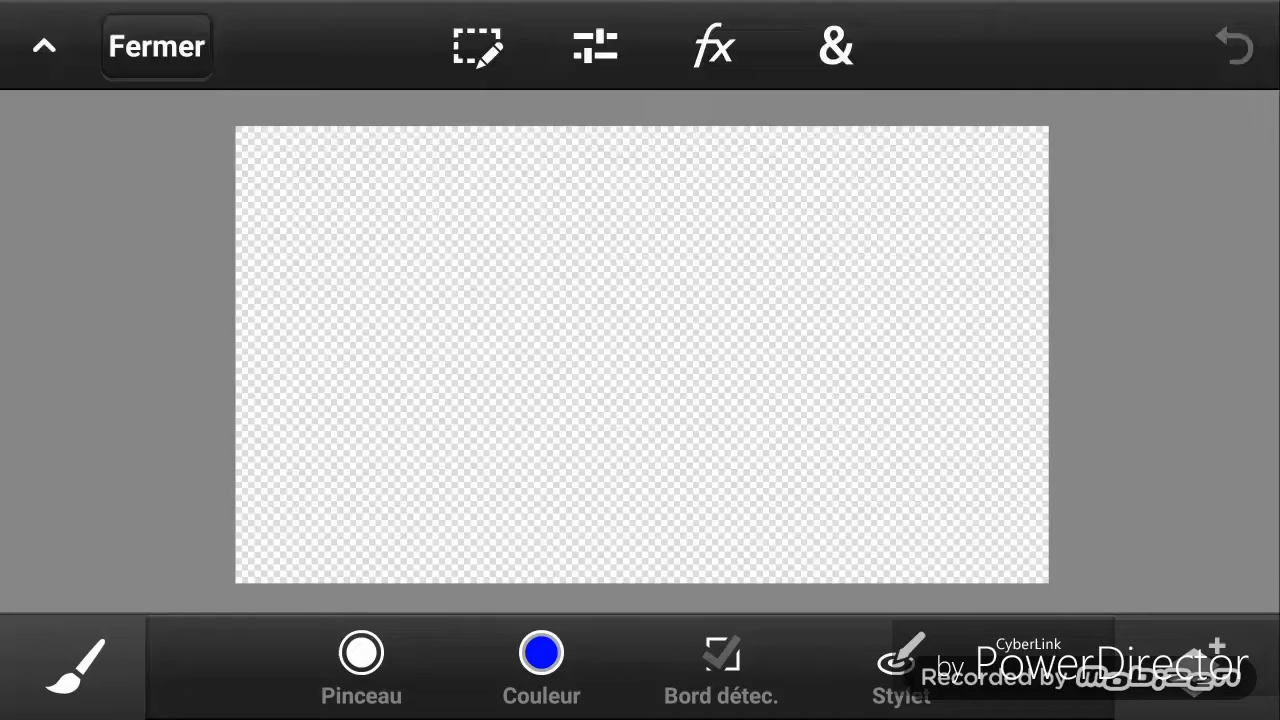 Fermer
fx
&
Pinceau
Couleur
Bord détec.
Stylet
CyberLink
by PowerDirector
Recorded by